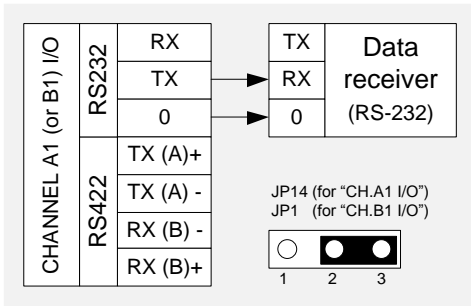 CHANNEL A1 (or B1) I/O
RS232
RX
TX
0
RS422
TX (A)+
TX (A) -
RX (B) -
RX (B)+
TX
RX
0
Data
receiver
(RS-232)
JP14 (for “CH.A1 I/O”)
JP1 (for “CH.B1 I/O”)
1 2 3